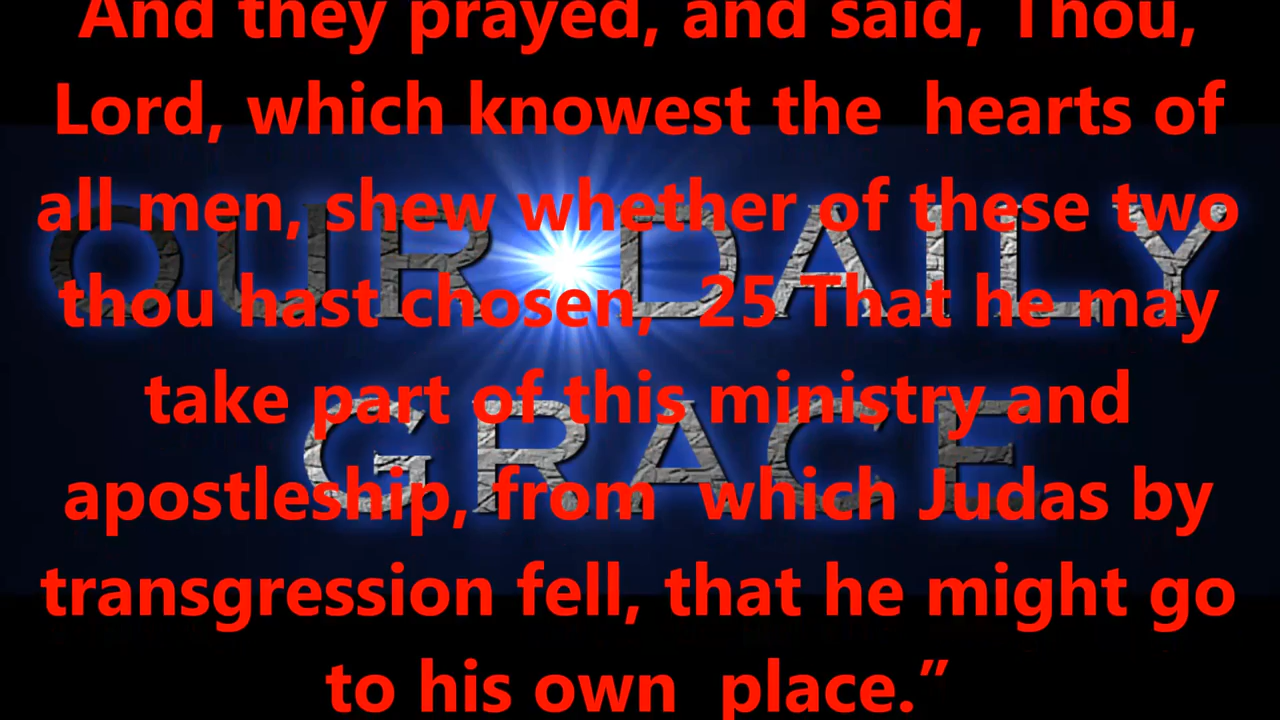 And they prayed, and said, Thou,
Lord, which knowest the hearts of
all men, shew whether of these two
thou hast chosen, 25 That he may
take part of this ministry and
apostleship, from which Judas by
transgression fell, that he might go
to his own place.”
OUR DAILY
GRACE